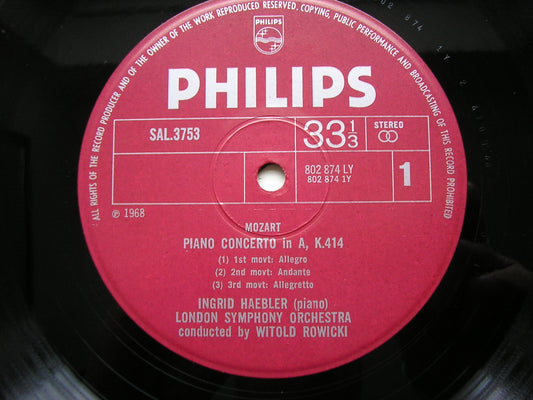 ALL RIGHTS OF THE RECORD PRODUCER AND OF THE OWNER OF THE WORK REPRODUCED RESERVED. COPYING, PUBLIC PERFORMANCE AND BROADCASTING OF THIS RECORD PROHIBITED
PHILIPS
PHILIPS
SAL.3753
33 1/3
STEREO
802 874 LY
802 874 1Y
1
℗ 1968
MOZART
PIANO CONCERTO in A, K.414
(1) 1st movt: Allegro
(2) 2nd movt: Andante
(3) 3rd movt: Allegretto
INGRID HAEBLER (piano)
LONDON SYMPHONY ORCHESTRA
conducted by WITOLD ROWICKI